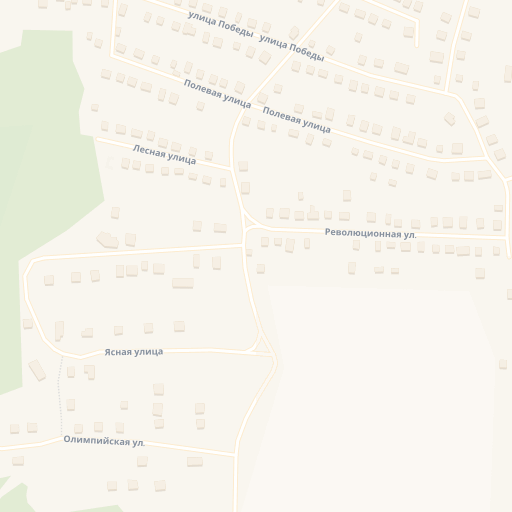 улица Победы
улица Победы
Полевая улица
Полевая улица
Лесная улица
Революционная ул.
Ясная улица
Олимпийская ул.